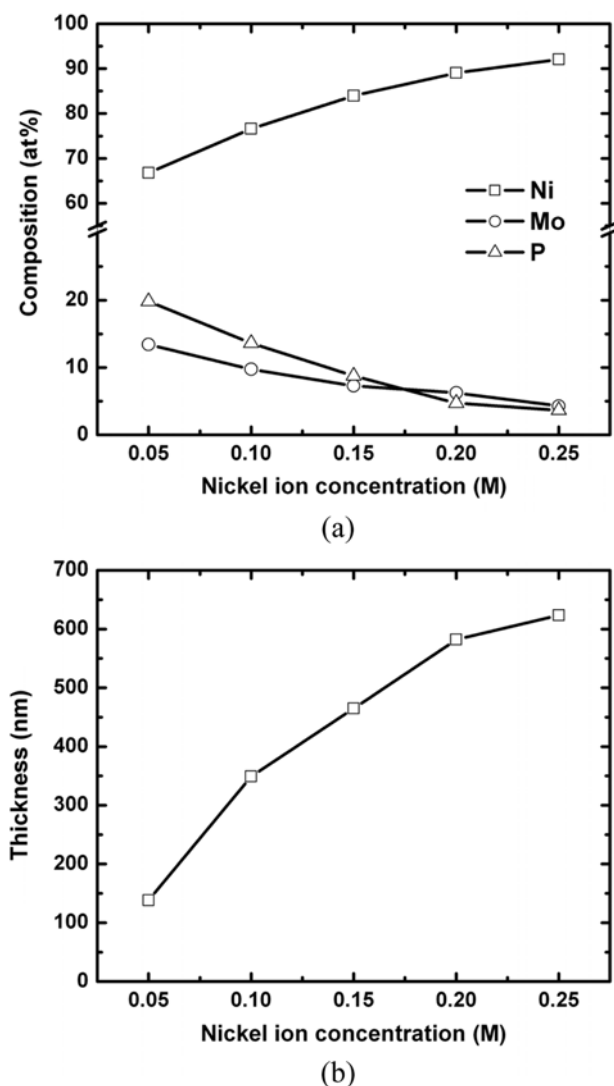 100
90
80
70
60
20
10
0
Composition (at%)
Ni
Mo
P
0.05 0.10 0.15 0.20 0.25
Nickel ion concentration (M)
(a)
700
600
500
400
300
200
100
0
Thickness (nm)
0.05 0.10 0.15 0.20 0.25
Nickel ion concentration (M)
(b)